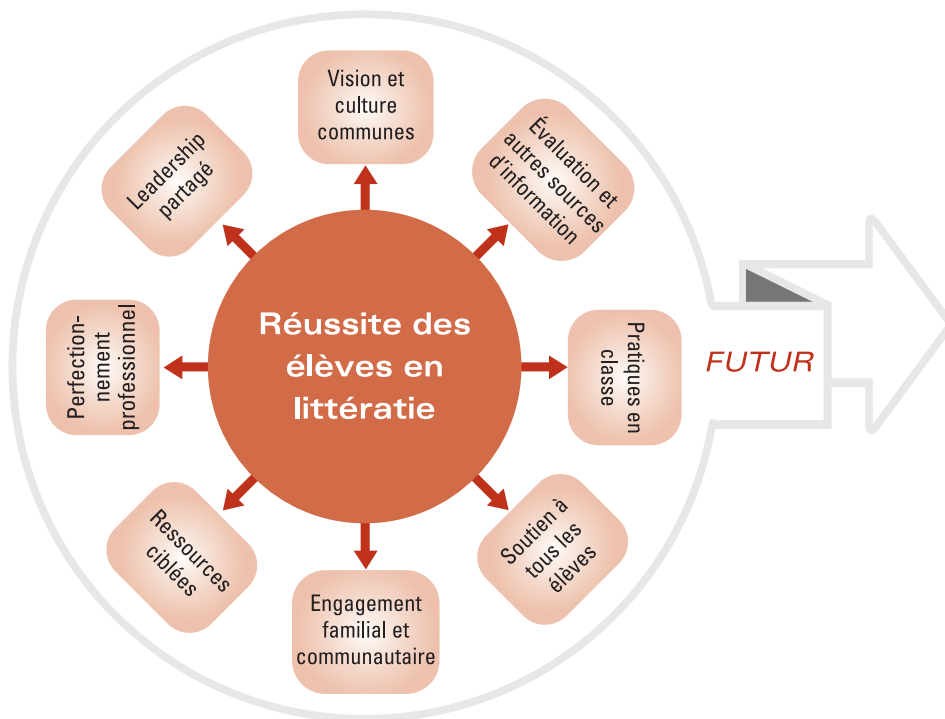 Vision et
culture
communes
Évaluation et
autres sources
d'information
Pratiques en
classe
Soutien à
tous les
élèves
Engagement
familial et
communautaire
Ressources
ciblées
Perfection-
nement
professionnel
Leadership
partagé
Réussite des
élèves en
littératie
FUTUR